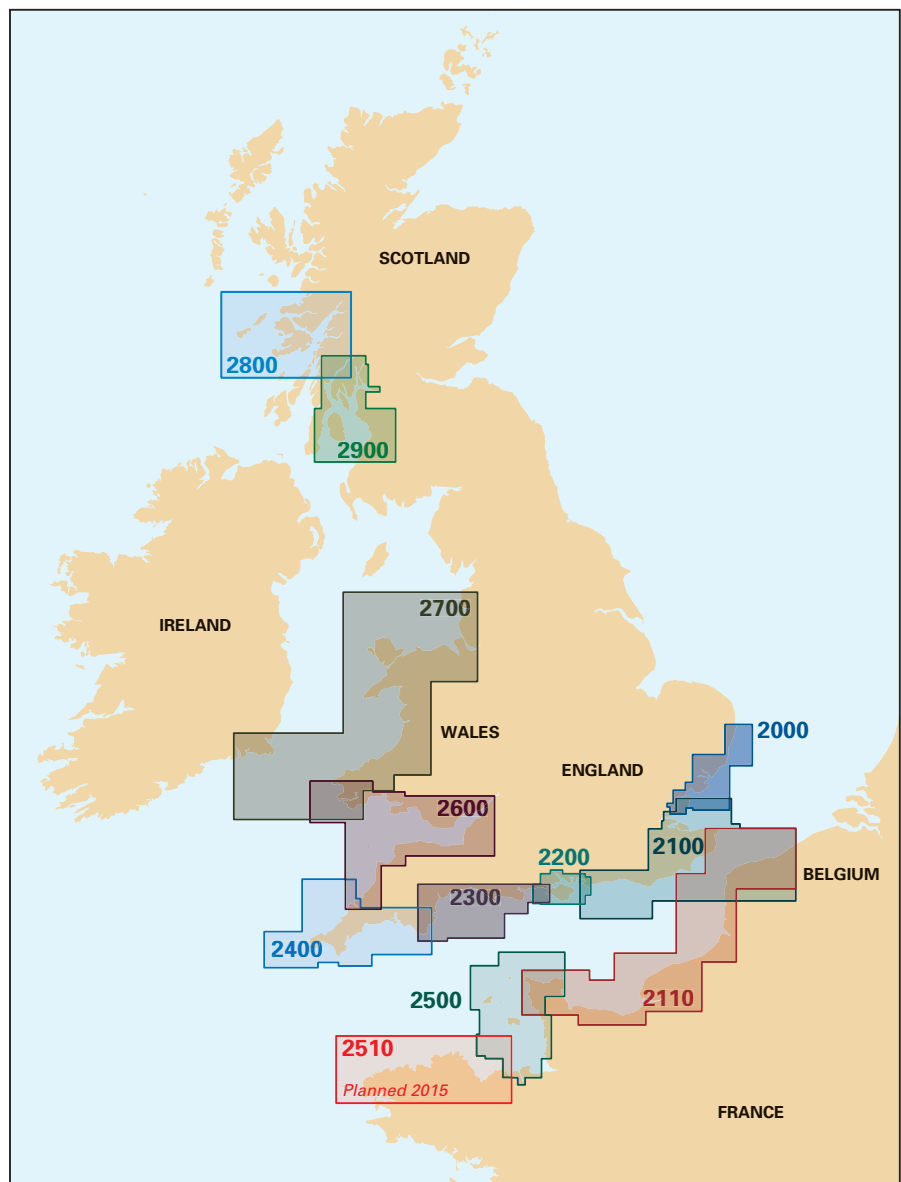 SCOTLAND
2800
2900
2700
IRELAND
WALES
2000
ENGLAND
2600
2100
2200
BELGIUM
2300
2400
2500
2110
2510
Planned 2015
FRANCE